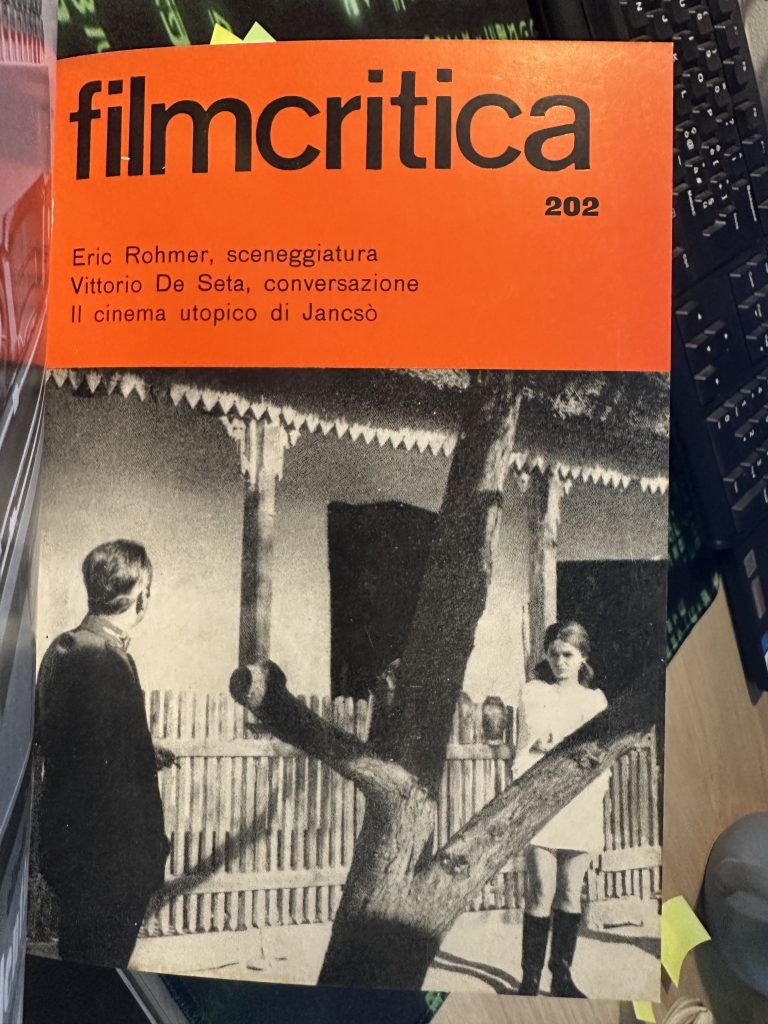 filmcritica
202
Eric Rohmer, sceneggiatura
Vittorio De Seta, conversazione
Il cinema utopico di Jancsò